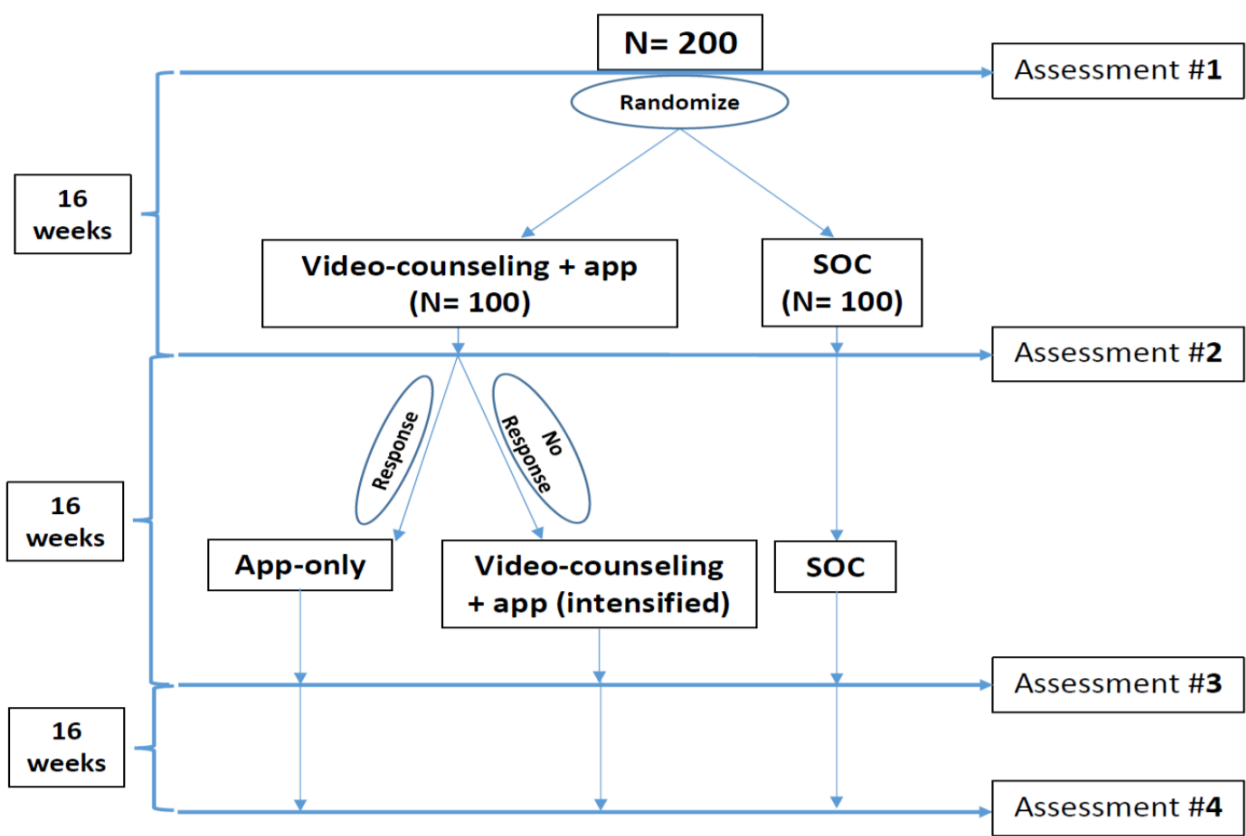 N= 200
Assessment #1
Randomize
16
weeks
Video-counseling + app
(N= 100)
SOC
(N= 100)
Assessment #2
Response
No
Response
16
weeks
App-only
Video-counseling
+ app (intensified)
SOC
Assessment #3
16
weeks
Assessment #4